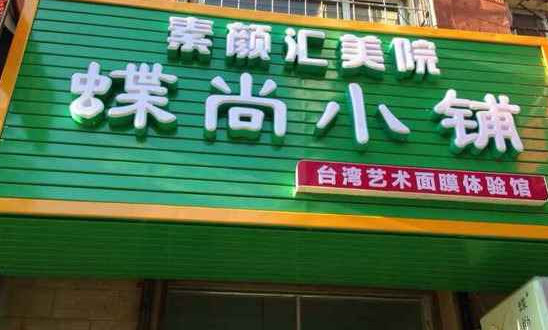 素颜汇美院
蝶尚小铺
台湾艺术面膜体验馆